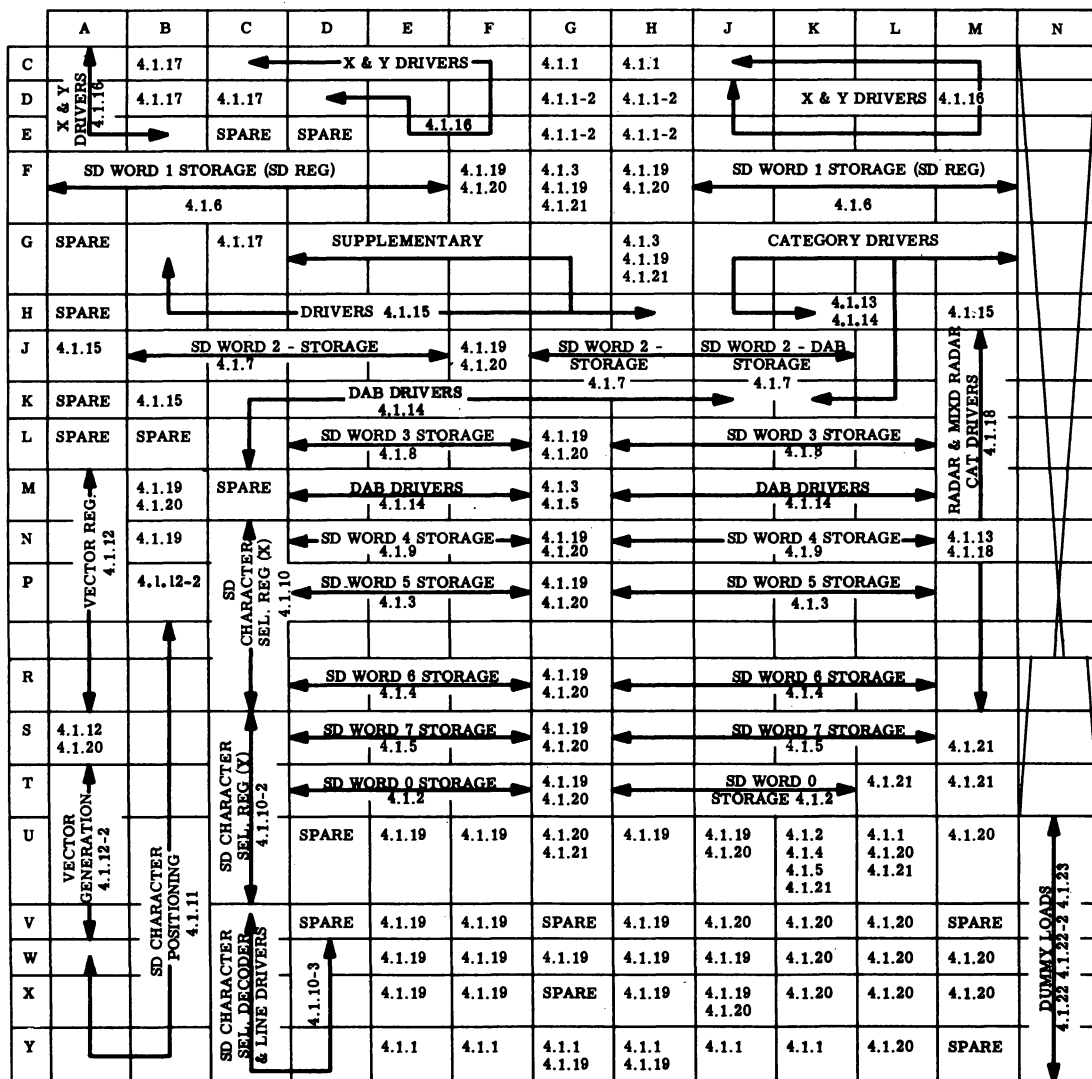 A B C D E F G H J K L M N
C 4.1.17 X & Y DRIVERS 4.1.1 4.1.1
X & Y DRIVERS 4.1.16
D 4.1.17 4.1.17 4.1.1-2 4.1.1-2 X & Y DRIVERS 4.1.16
E SPARE SPARE 4.1.16 4.1.1-2 4.1.1-2
F SD WORD 1 STORAGE (SD REG) 4.1.19 4.1.3 4.1.19 SD WORD 1 STORAGE (SD REG)
4.1.20 4.1.19 4.1.20
4.1.6 4.1.21 4.1.6
G SPARE 4.1.17 SUPPLEMENTARY 4.1.3 CATEGORY DRIVERS
4.1.19
4.1.21
H SPARE DRIVERS 4.1.15 4.1.13 4.1.15
4.1.14
J 4.1.15 SD WORD 2 - STORAGE 4.1.19 SD WORD 2 - SD WORD 2 - DAB
4.1.7 4.1.20 STORAGE STORAGE
4.1.7 4.1.7
RADAR & MIXD RADAR CAT DRIVERS 4.1.18
K SPARE 4.1.15 DAB DRIVERS
4.1.14
L SPARE SPARE SD WORD 3 STORAGE 4.1.19 SD WORD 3 STORAGE
4.1.8 4.1.20 4.1.8
M 4.1.19 SPARE DAB DRIVERS 4.1.3 DAB DRIVERS
4.1.20 4.1.14 4.1.5 4.1.14
VECTOR REG. 4.1.12
N 4.1.19 SD WORD 4 STORAGE 4.1.19 SD WORD 4 STORAGE 4.1.13
4.1.9 4.1.20 4.1.9 4.1.18
SD CHARACTER SEL. REG (X) 4.1.10
P 4.1.12-2 SD WORD 5 STORAGE 4.1.19 SD WORD 5 STORAGE
4.1.3 4.1.20 4.1.3
R SD WORD 6 STORAGE 4.1.19 SD WORD 6 STORAGE
4.1.4 4.1.20 4.1.4
S 4.1.12 SD WORD 7 STORAGE 4.1.19 SD WORD 7 STORAGE
4.1.20 4.1.5 4.1.20 4.1.5 4.1.21
SD CHARACTER SEL. REG (Y) 4.1.10-2
T SD WORD 0 STORAGE 4.1.19 SD WORD 0 4.1.21 4.1.21
4.1.2 4.1.20 STORAGE 4.1.2
VECTOR GENERATION 4.1.12-2
SD CHARACTER POSITIONING 4.1.11
U SPARE 4.1.19 4.1.19 4.1.20 4.1.19 4.1.19 4.1.2 4.1.1 4.1.20
4.1.21 4.1.20 4.1.4 4.1.20
4.1.5 4.1.21
4.1.21
DUMMY LOADS 4.1.22 4.1.22-2 4.1.23
V SPARE 4.1.19 4.1.19 SPARE 4.1.19 4.1.20 4.1.20 4.1.20 SPARE
SD CHARACTER SEL. DECODER & LINE DRIVERS
4.1.10-3
W 4.1.19 4.1.19 4.1.19 4.1.19 4.1.19 4.1.20 4.1.20 4.1.20
X 4.1.19 4.1.19 SPARE 4.1.19 4.1.19 4.1.20 4.1.20 4.1.20
4.1.20
Y 4.1.1 4.1.1 4.1.1 4.1.1 4.1.1 4.1.1 4.1.20 SPARE
4.1.19 4.1.19